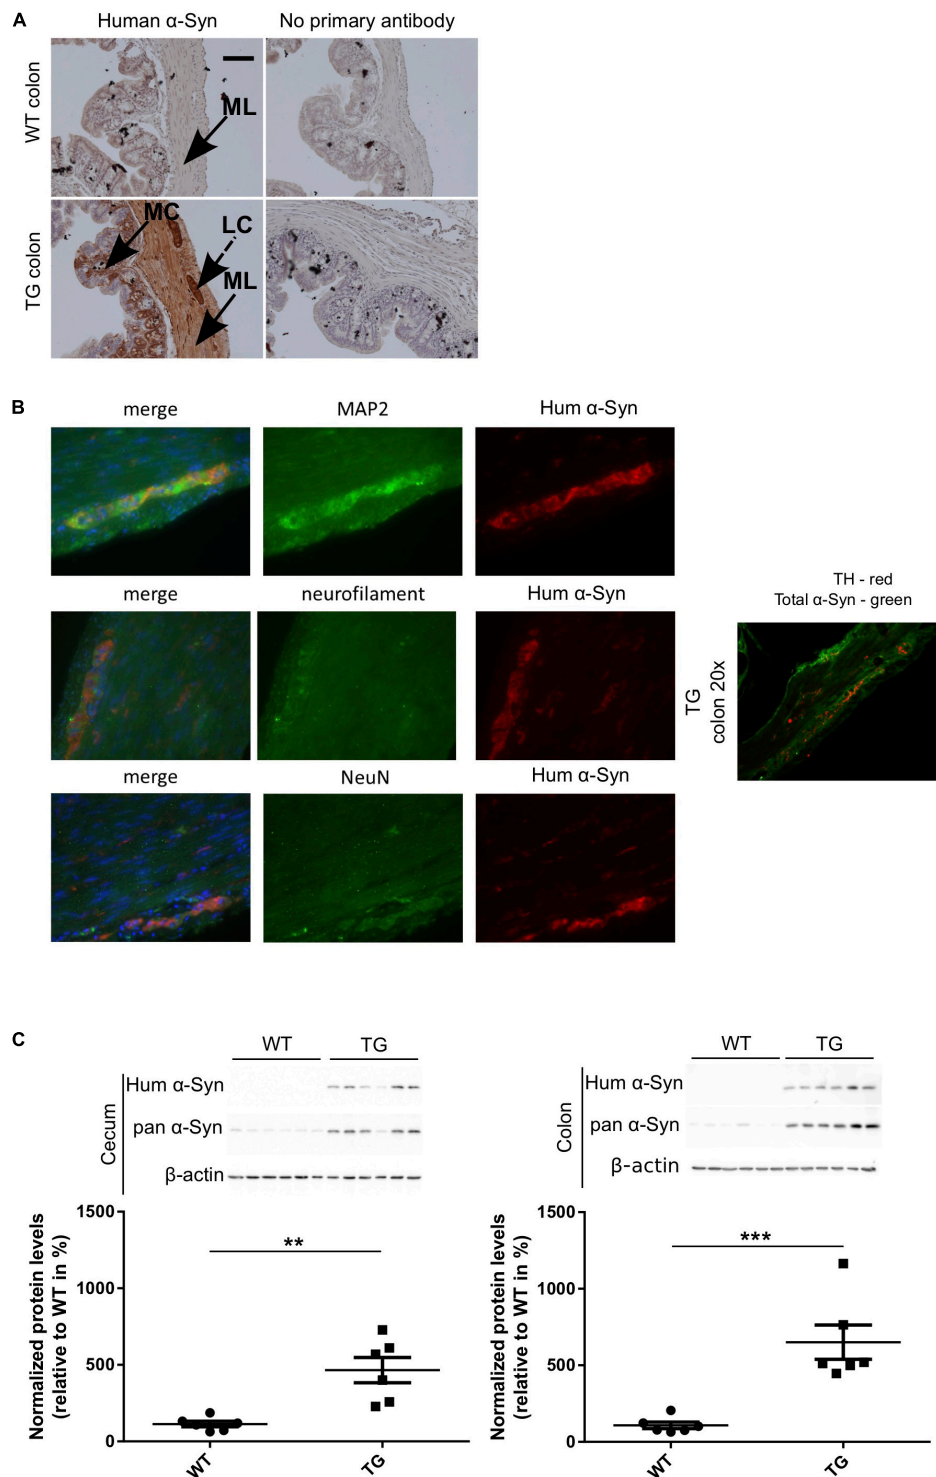 A
Human α-Syn
No primary antibody
WT colon
ML
TG colon
MC
LC
ML
B
merge
MAP2
Hum α-Syn
merge
neurofilament
Hum α-Syn
TH - red
Total α-Syn - green
TG
colon 20x
merge
NeuN
Hum α-Syn
C
WT
TG
Cecum
Hum α-Syn
pan α-Syn
β-actin
Normalized protein levels
(relative to WT in %)
1500
1000
500
0
**
WT
TG
WT
TG
Colon
Hum α-Syn
pan α-Syn
β-actin
Normalized protein levels
(relative to WT in %)
1500
1000
500
0
***
WT
TG